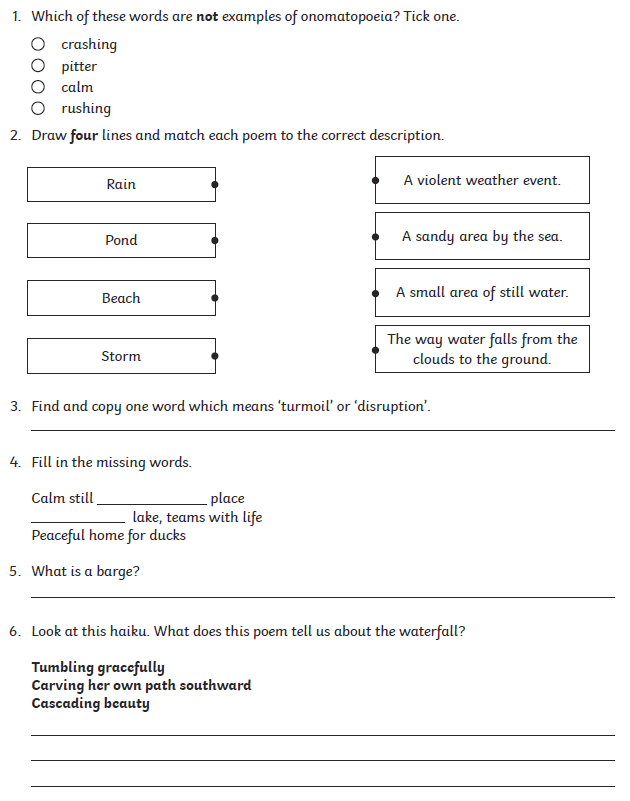 1. Which of these words are not examples of onomatopoeia? Tick one.
crashing
pitter
calm
rushing
2. Draw four lines and match each poem to the correct description.
Rain
A violent weather event.
Pond
A sandy area by the sea.
Beach
A small area of still water.
Storm
The way water falls from the
clouds to the ground.
3. Find and copy one word which means ‘turmoil’ or ‘disruption’.
4. Fill in the missing words.
Calm still ______________ place
____________ lake, teams with life
Peaceful home for ducks
5. What is a barge?
6. Look at this haiku. What does this poem tell us about the waterfall?
Tumbling gracefully
Carving her own path southward
Cascading beauty